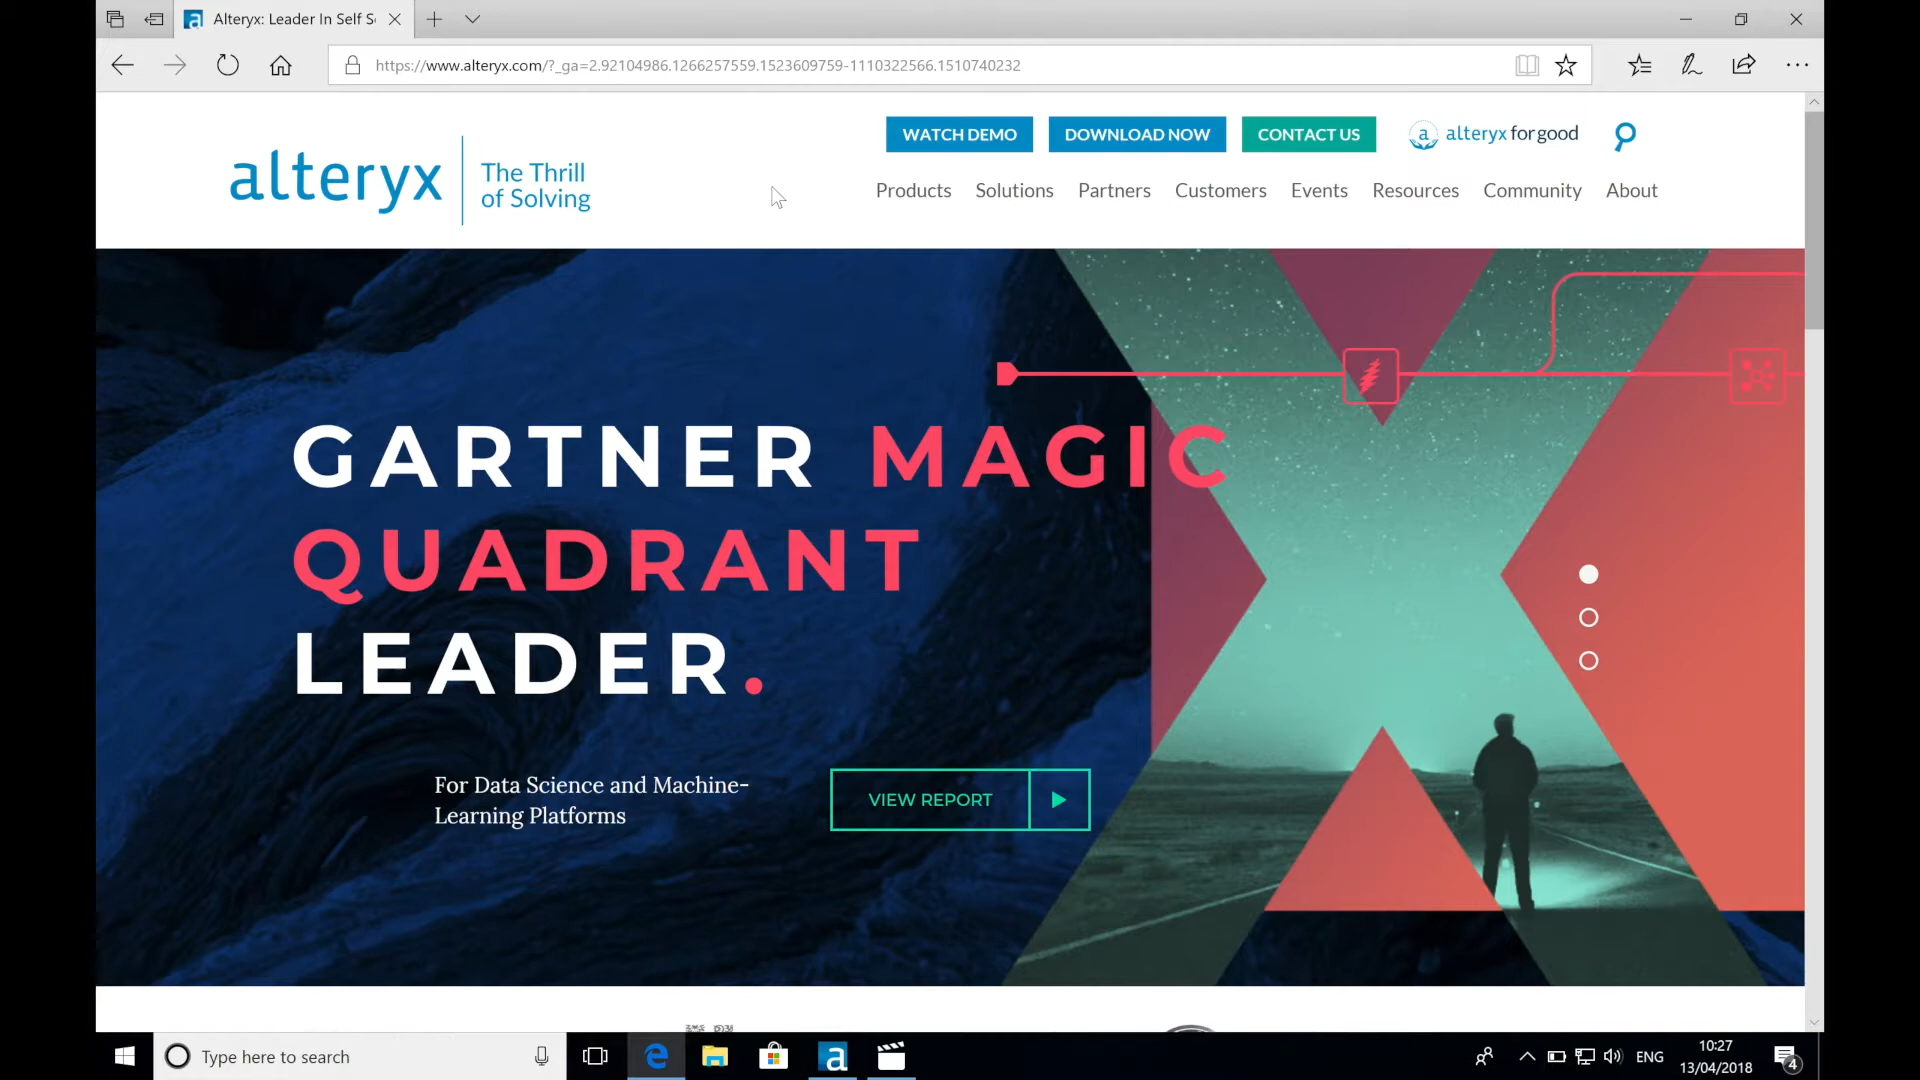 Alteryx: Leader In Self S
https://www.alteryx.com/?_ga=2.92104986.1266257559.1523609759-1110322566.1510740232
WATCH DEMO
DOWNLOAD NOW
CONTACT US
alteryx for good
alteryx
The Thrill
of Solving
Products
Solutions
Partners
Customers
Events
Resources
Community
About
GARTNER MAGIC
QUADRANT
LEADER.
For Data Science and Machine-
Learning Platforms
VIEW REPORT
Type here to search
ENG
10:27
13/04/2018
4